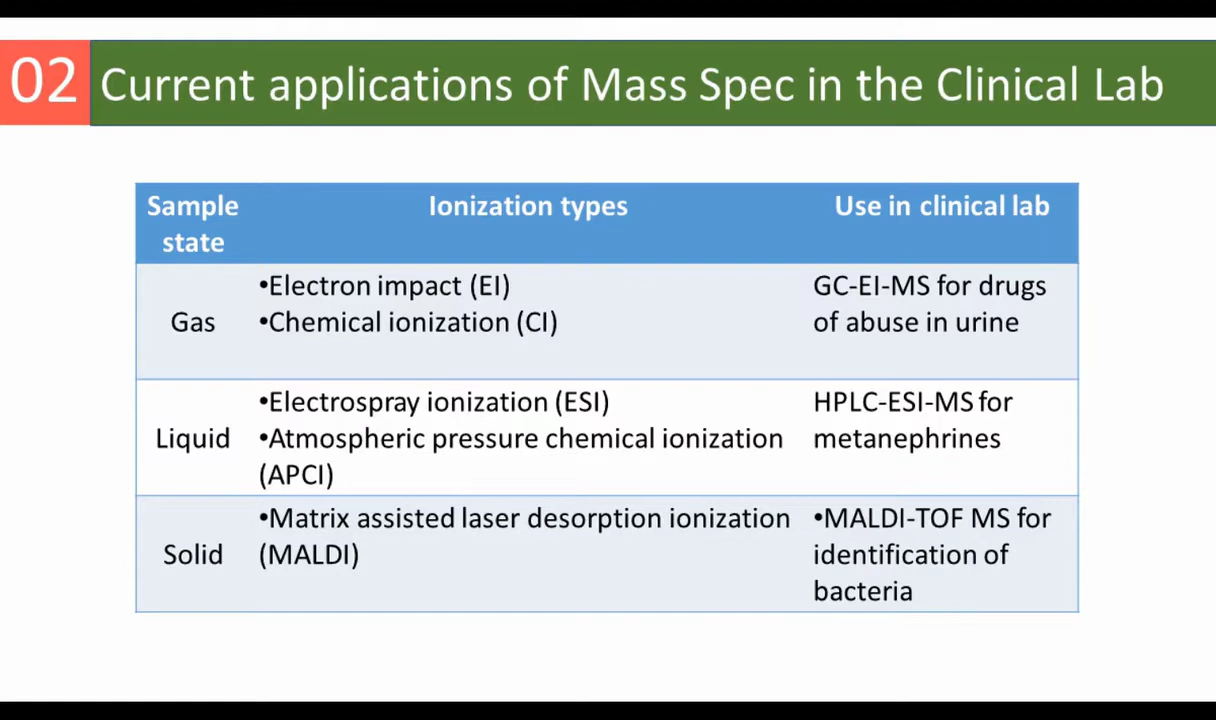 02 Current applications of Mass Spec in the Clinical Lab
Sample state
Ionization types
Use in clinical lab
Gas
•Electron impact (EI)
•Chemical ionization (CI)
GC-EI-MS for drugs
of abuse in urine
Liquid
•Electrospray ionization (ESI)
•Atmospheric pressure chemical ionization
(APCI)
HPLC-ESI-MS for
metanephrines
Solid
•Matrix assisted laser desorption ionization
(MALDI)
•MALDI-TOF MS for
identification of
bacteria